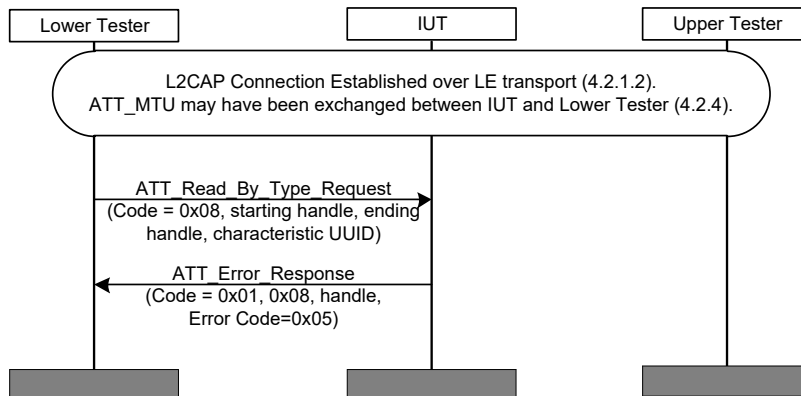 Lower Tester
IUT
Upper Tester
L2CAP Connection Established over LE transport (4.2.1.2).
ATT_MTU may have been exchanged between IUT and Lower Tester (4.2.4).
ATT_Read_By_Type_Request
(Code = 0x08, starting handle, ending
handle, characteristic UUID)
ATT_Error_Response
(Code = 0x01, 0x08, handle,
Error Code=0x05)